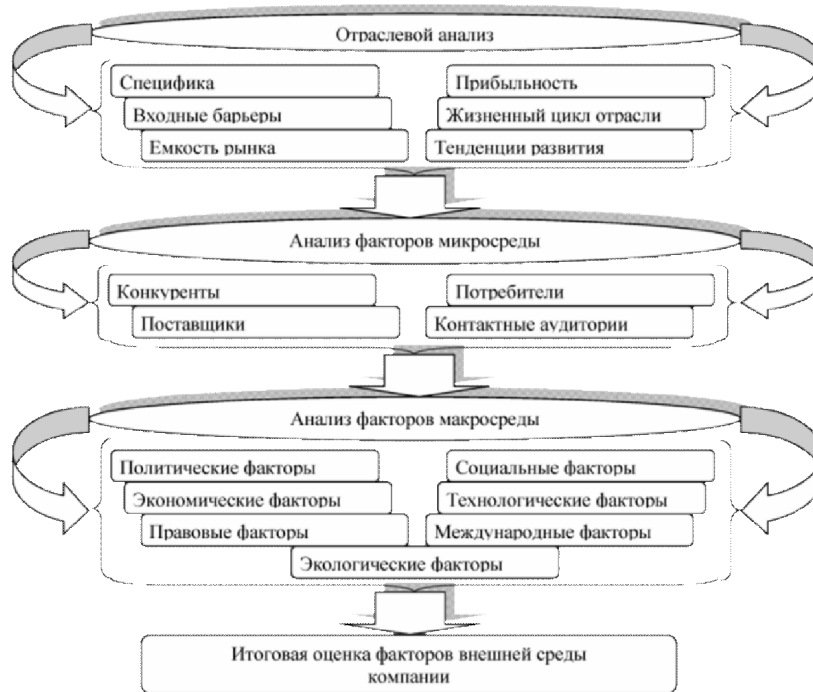 Отраслевой анализ
Специфика
Прибыльность
Входные барьеры
Жизненный цикл отрасли
Емкость рынка
Тенденции развития
Анализ факторов микросреды
Конкуренты
Потребители
Поставщики
Контактные аудитории
Анализ факторов макросреды
Политические факторы
Социальные факторы
Экономические факторы
Технологические факторы
Правовые факторы
Международные факторы
Экологические факторы
Итоговая оценка факторов внешней среды
компании